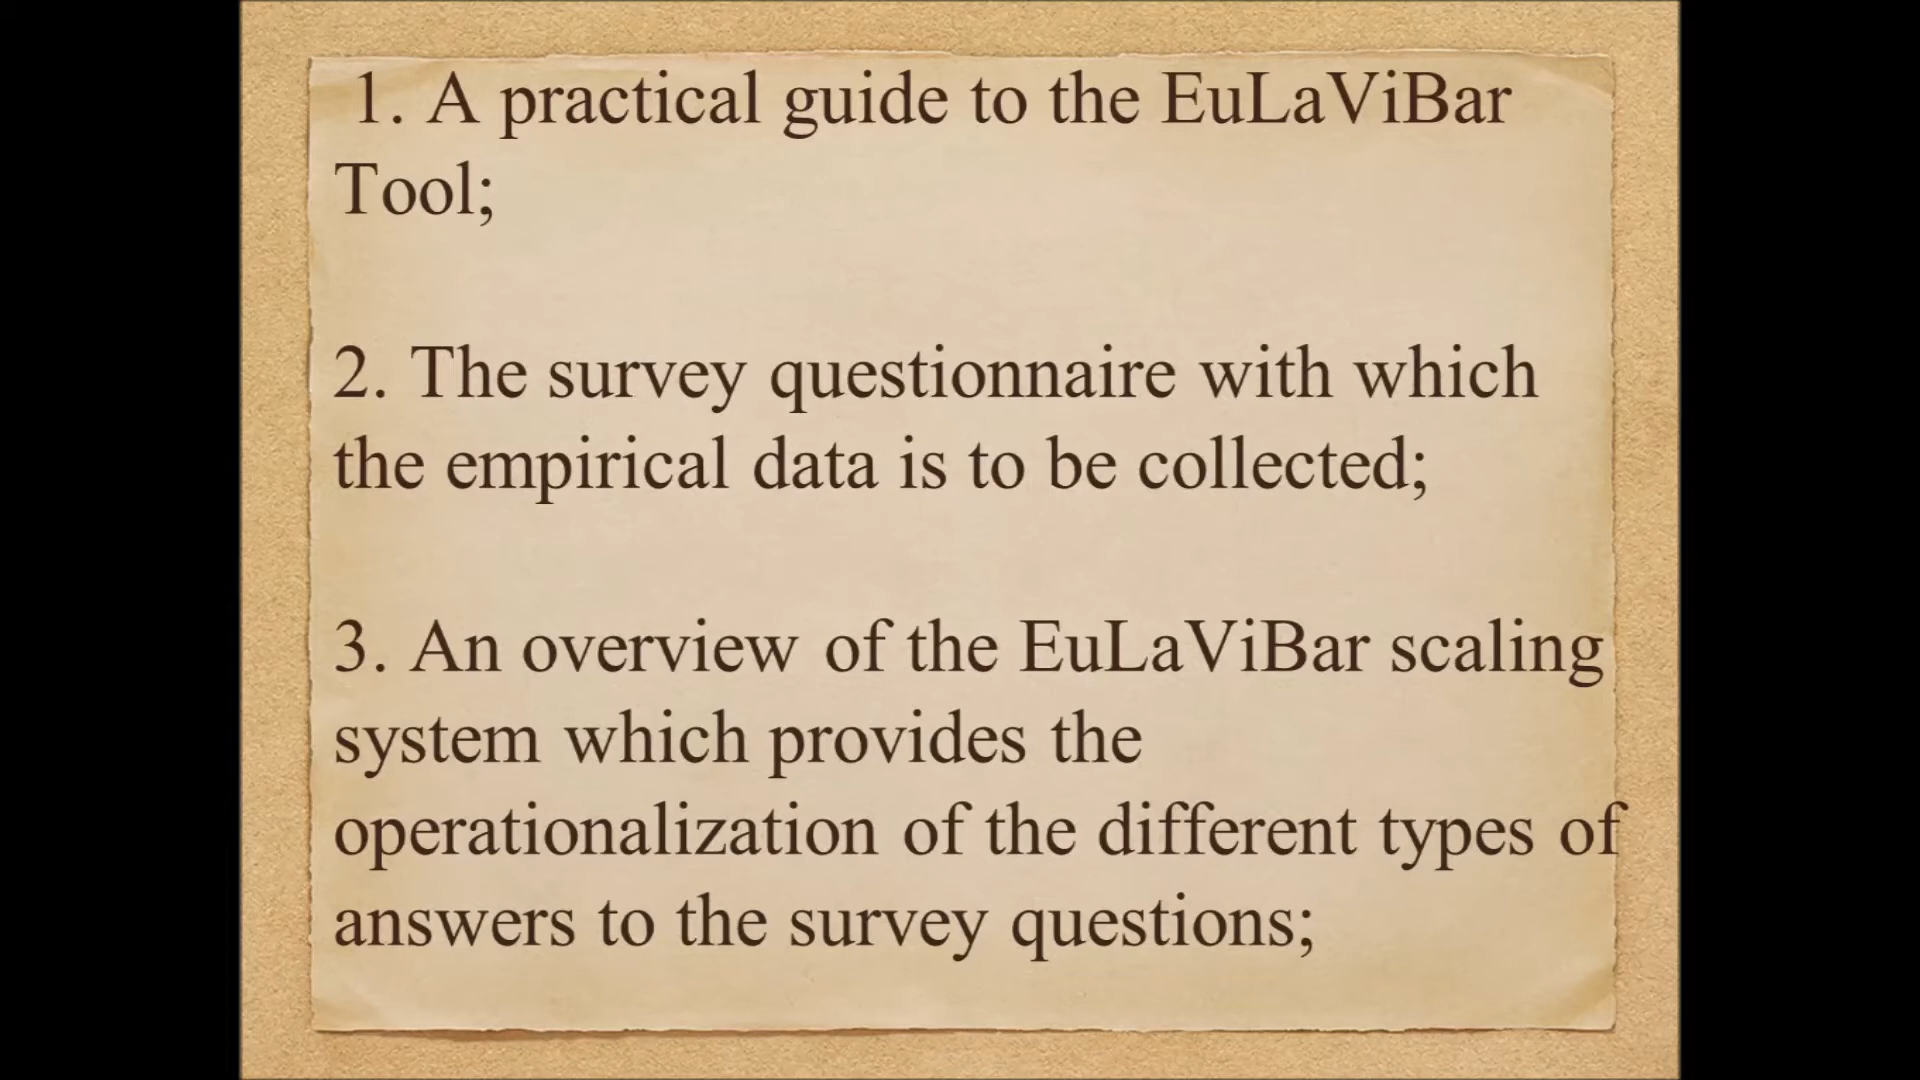 1. A practical guide to the EuLaViBar
Tool;
2. The survey questionnaire with which
the empirical data is to be collected;
3. An overview of the EuLaViBar scaling
system which provides the
operationalization of the different types of
answers to the survey questions;